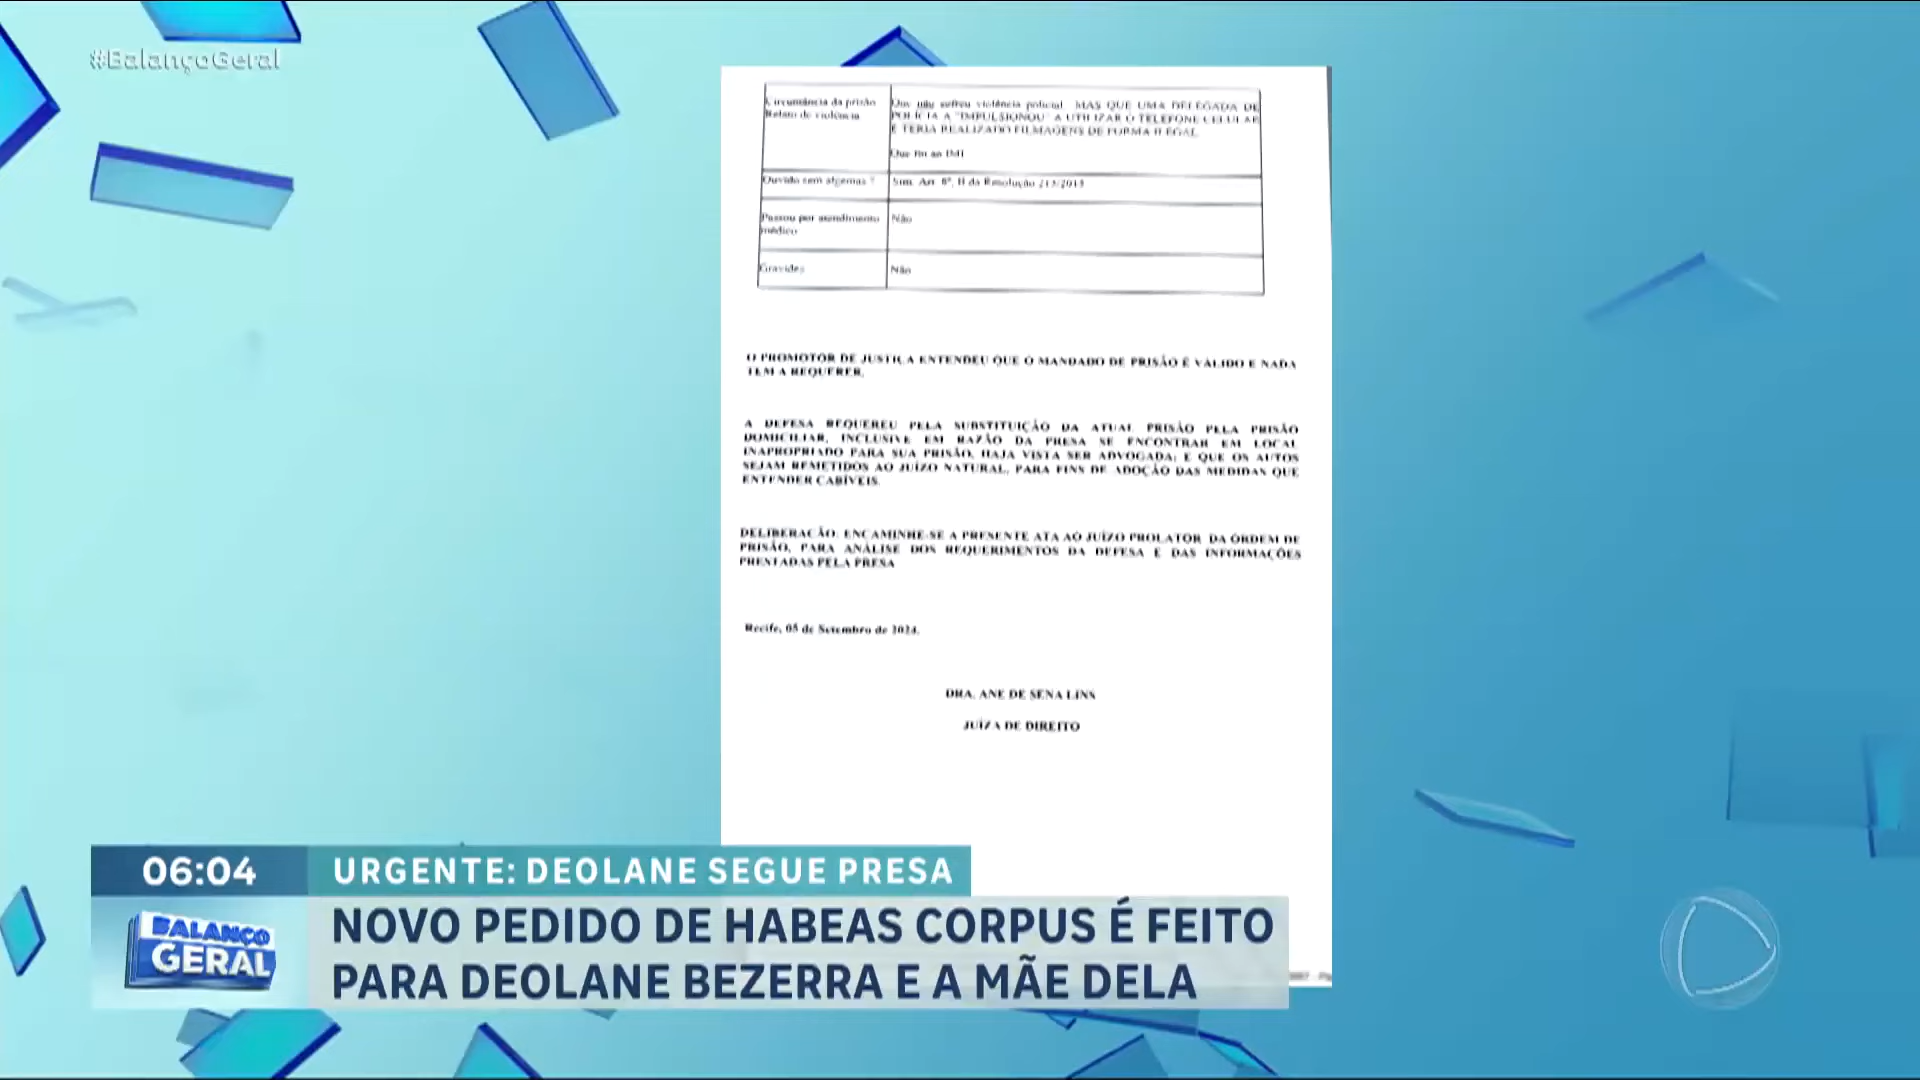 #BalançoGeral
Circunstância da prisão
Relato de violência
Que não sofreu violência policial. MAS QUE UMA DELEGADA DE
POLÍCIA A "IMPULSIONOU" A UTILIZAR O TELEFONE CELULAR
E TERIA REALIZADO FILMAGENS DE FORMA ILEGAL
Que foi ao IML
Ouvido sem algemas ?
Sim. Art. 8º, II da Resolução 213/2015
Passou por atendimento
médico
Não
Gravidez
Não
O PROMOTOR DE JUSTIÇA ENTENDEU QUE O MANDADO DE PRISÃO É VÁLIDO E NADA
TEM A REQUERER.
A DEFESA REQUEREU PELA SUBSTITUIÇÃO DA ATUAL PRISÃO PELA PRISÃO
DOMICILIAR, INCLUSIVE EM RAZÃO DA PRESA SE ENCONTRAR EM LOCAL
INAPROPRIADO PARA SUA PRISÃO, HAJA VISTA SER ADVOGADA; E QUE OS AUTOS
SEJAM REMETIDOS AO JUÍZO NATURAL, PARA FINS DE ADOÇÃO DAS MEDIDAS QUE
ENTENDER CABÍVEIS.
DELIBERAÇÃO: ENCAMINHE-SE A PRESENTE ATA AO JUÍZO PROLATOR DA ORDEM DE
PRISÃO, PARA ANÁLISE DOS REQUERIMENTOS DA DEFESA E DAS INFORMAÇÕES
PRESTADAS PELA PRESA
Recife, 05 de Setembro de 2024.
DRA. ANE DE SENA LINS
JUÍZA DE DIREITO
06:04
URGENTE: DEOLANE SEGUE PRESA
BALANÇO
GERAL
NOVO PEDIDO DE HABEAS CORPUS É FEITO
PARA DEOLANE BEZERRA E A MÃE DELA